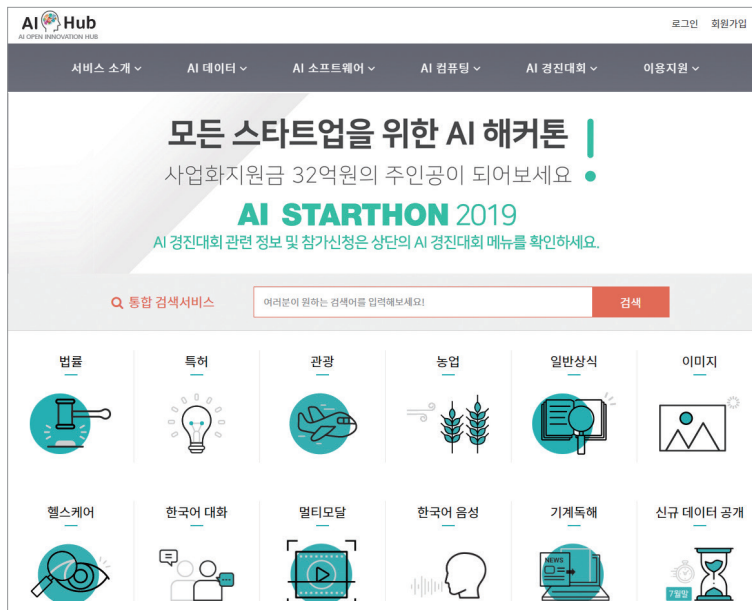 AI Hub
AI OPEN INNOVATION HUB
로그인 회원가입
서비스 소개 AI 데이터 AI 소프트웨어 AI 컴퓨팅 AI 경진대회 이용지원
모든 스타트업을 위한 AI 해커톤 !
사업화지원금 32억원의 주인공이 되어보세요
AI STARTHON 2019
AI 경진대회 관련 정보 및 참가신청은 상단의 AI 경진대회 메뉴를 확인하세요.
통합 검색서비스 여러분이 원하는 검색어를 입력해보세요! 검색
법률 특허 관광 농업 일반상식 이미지
헬스케어 한국어 대화 멀티모달 한국어 음성 기계독해 신규 데이터 공개
NEWS
7월말